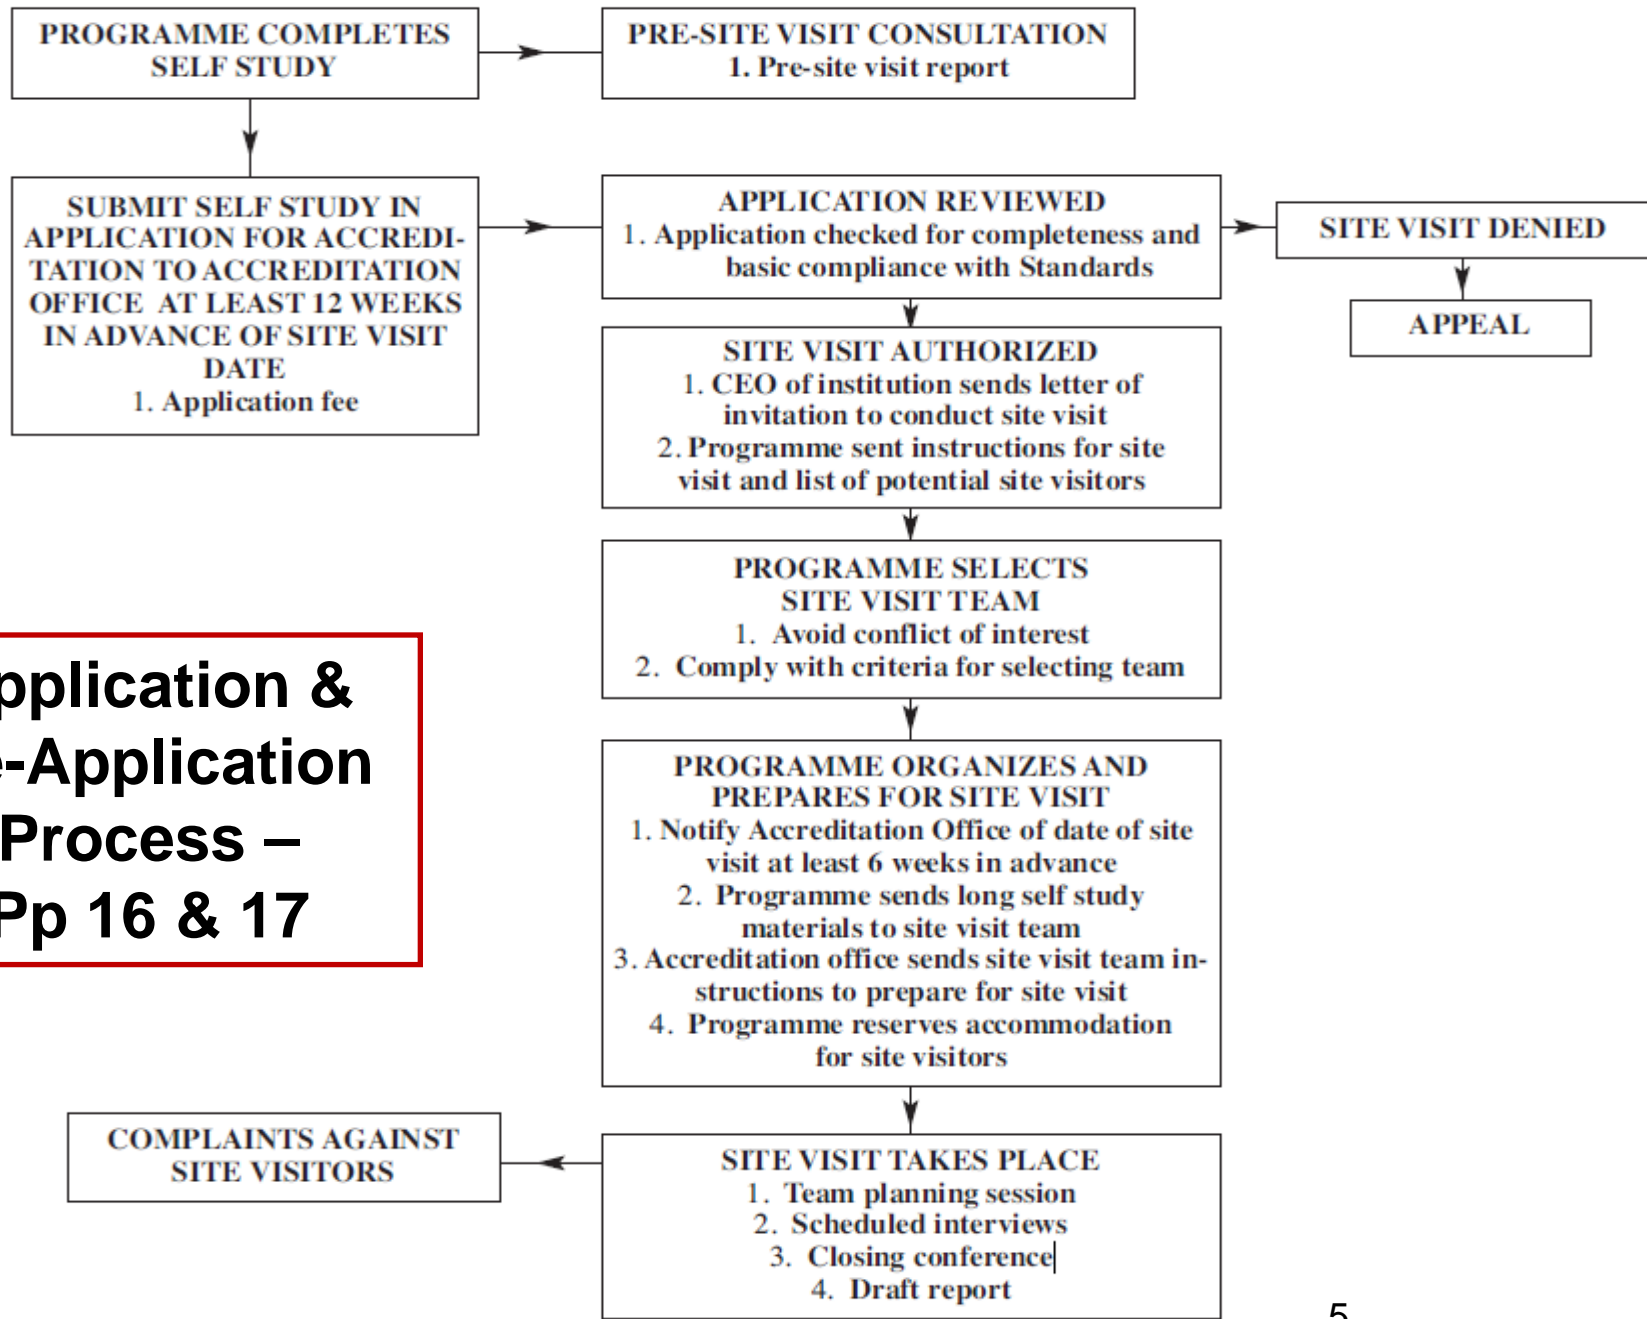 PROGRAMME COMPLETES
SELF STUDY
PRE-SITE VISIT CONSULTATION
1. Pre-site visit report
SUBMIT SELF STUDY IN
APPLICATION FOR ACCREDI-
TATION TO ACCREDITATION
OFFICE AT LEAST 12 WEEKS
IN ADVANCE OF SITE VISIT
DATE
1. Application fee
APPLICATION REVIEWED
1. Application checked for completeness and
basic compliance with Standards
SITE VISIT DENIED
APPEAL
SITE VISIT AUTHORIZED
1. CEO of institution sends letter of
invitation to conduct site visit
2. Programme sent instructions for site
visit and list of potential site visitors
PROGRAMME SELECTS
SITE VISIT TEAM
1. Avoid conflict of interest
2. Comply with criteria for selecting team
pplication &
e-Application
Process –
Pp 16 & 17
PROGRAMME ORGANIZES AND
PREPARES FOR SITE VISIT
1. Notify Accreditation Office of date of site
visit at least 6 weeks in advance
2. Programme sends long self study
materials to site visit team
3. Accreditation office sends site visit team in-
structions to prepare for site visit
4. Programme reserves accommodation
for site visitors
COMPLAINTS AGAINST
SITE VISITORS
SITE VISIT TAKES PLACE
1. Team planning session
2. Scheduled interviews
3. Closing conference
4. Draft report
5